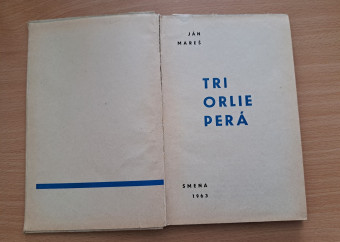 JÁN
MAREŠ
TRI
ORLIE
PERÁ
SMENA
1963